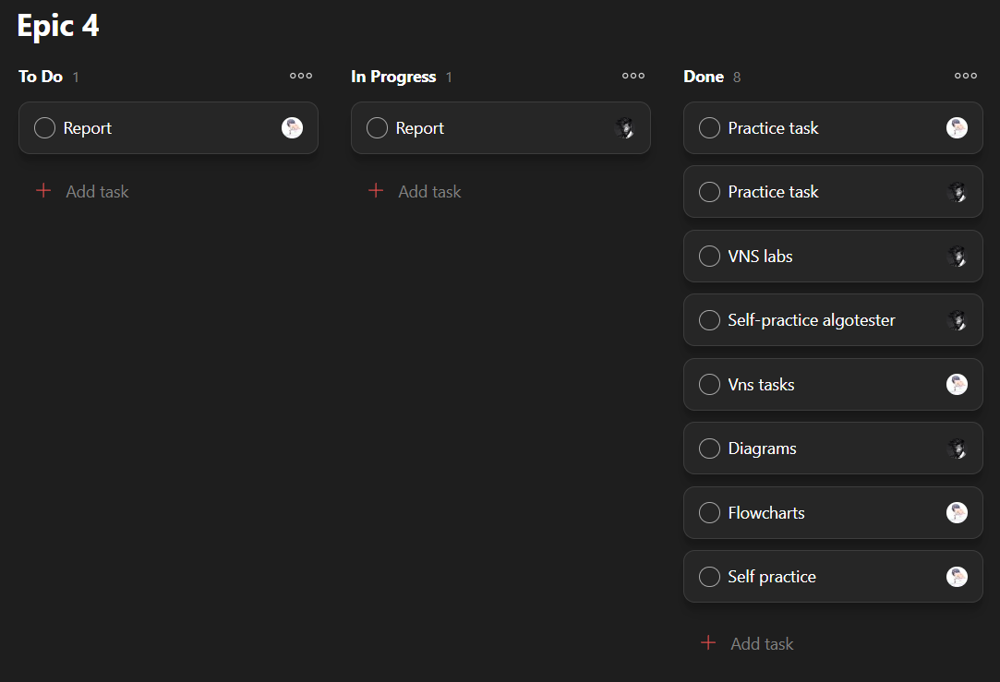 Epic 4
To Do 1
Report
Add task
In Progress 1
Report
Add task
Done 8
Practice task
Practice task
VNS labs
Self-practice algotester
Vns tasks
Diagrams
Flowcharts
Self practice
Add task